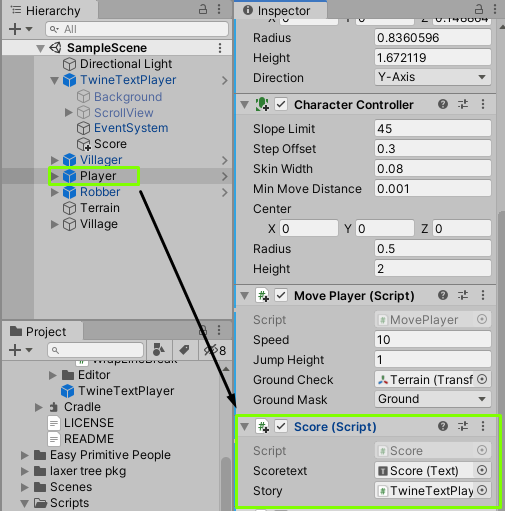 Hierarchy
All
SampleScene
Directional Light
TwineTextPlayer
Background
ScrollView
EventSystem
Score
Villager
Player
Robber
Terrain
Village
Project
8
WrapLineBreak
Editor
TwineTextPlayer
Cradle
LICENSE
README
Easy Primitive People
laxer tree pkg
Scenes
Scripts
Inspector
X 0 Y 0 Z 0.148864
Radius 0.8360596
Height 1.672119
Direction Y-Axis
Character Controller
Slope Limit 45
Step Offset 0.3
Skin Width 0.08
Min Move Distance 0.001
Center
X 0 Y 0 Z 0
Radius 0.5
Height 2
Move Player (Script)
Script # MovePlayer
Speed 10
Jump Height 1
Ground Check Terrain (Transf
Ground Mask Ground
Score (Script)
Script # Score
Scoretext T Score (Text)
Story # TwineTextPlay